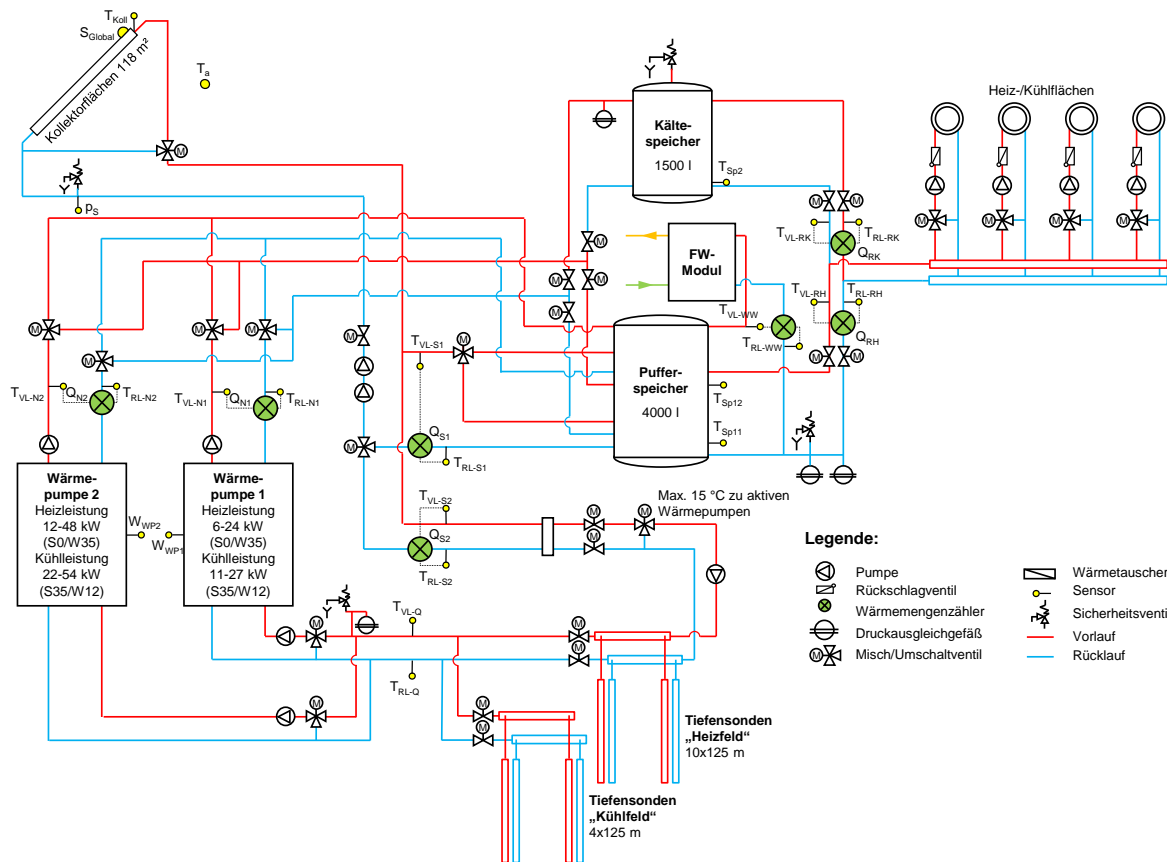 T_Koll
S_Global
Kollektorflächen 118 m²
T_a
p_S
Kälte-
speicher
1500 l
T_Sp2
Heiz-/Kühlflächen
M
M
M
M
M
M
M
T_VL-RK
T_RL-RK
Q_RK
FW-
Modul
M
M
M
M
T_VL-RH
T_RL-RH
Q_RH
T_VL-WW
T_RL-WW
M
M
M
M
M
M
T_VL-S1
M
M
M
Puffer-
speicher
4000 l
T_Sp12
T_Sp11
T_VL-N2
Q_N2
T_RL-N2
T_VL-N1
Q_N1
T_RL-N1
M
Q_S1
T_RL-S1
Wärme-
pumpe 2
Heizleistung
12-48 kW
(S0/W35)
Kühlleistung
22-54 kW
(S35/W12)
W_WP2
W_WP1
Wärme-
pumpe 1
Heizleistung
6-24 kW
(S0/W35)
Kühlleistung
11-27 kW
(S35/W12)
T_VL-S2
Q_S2
T_RL-S2
Max. 15 °C zu aktiven
Wärmepumpen
M
M
M
T_VL-Q
T_RL-Q
M
M
M
M
M
M
Tiefensonden
„Heizfeld“
10x125 m
Tiefensonden
„Kühlfeld“
4x125 m
Legende:
Pumpe
Rückschlagventil
Wärmemengenzähler
Druckausgleichgefäß
M
Misch/Umschaltventil
Wärmetauscher
Sensor
Sicherheitsventi
Vorlauf
Rücklauf